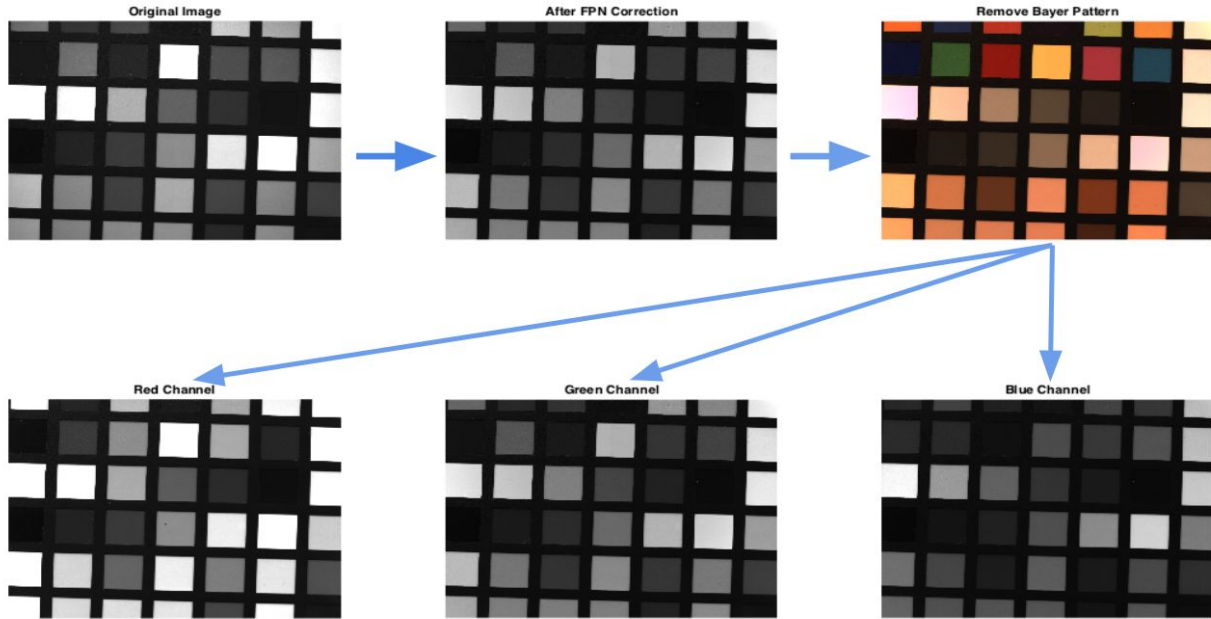 Original Image
After FPN Correction
Remove Bayer Pattern
Red Channel
Green Channel
Blue Channel